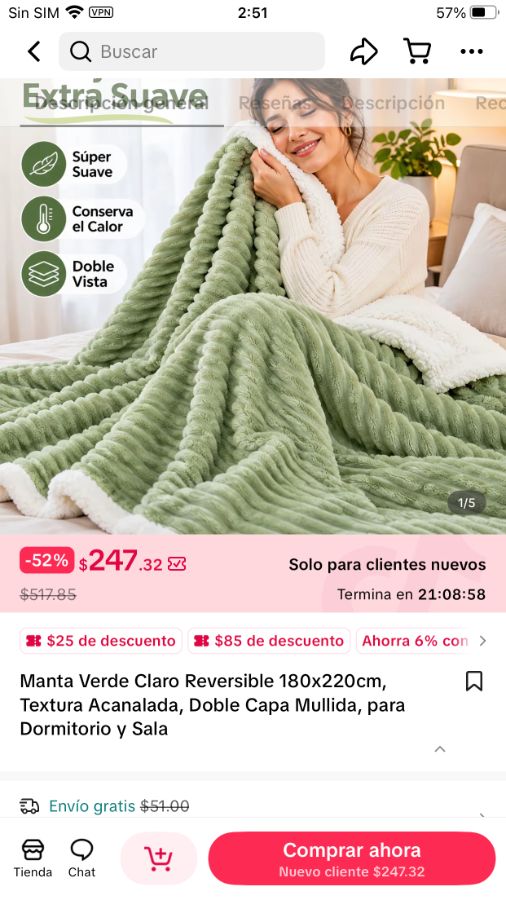 Sin SIM VPN 2:51 57%
Buscar
Extra Suave
Descripción general Reseñas Descripción Rec
Súper
Suave
Conserva
el Calor
Doble
Vista
1/5
-52% $247.32 Solo para clientes nuevos
$517.85 Termina en 21:08:58
$25 de descuento $85 de descuento Ahorra 6% con
Manta Verde Claro Reversible 180x220cm,
Textura Acanalada, Doble Capa Mullida, para
Dormitorio y Sala
Envío gratis $51.00
Tienda Chat Comprar ahora
Nuevo cliente $247.32